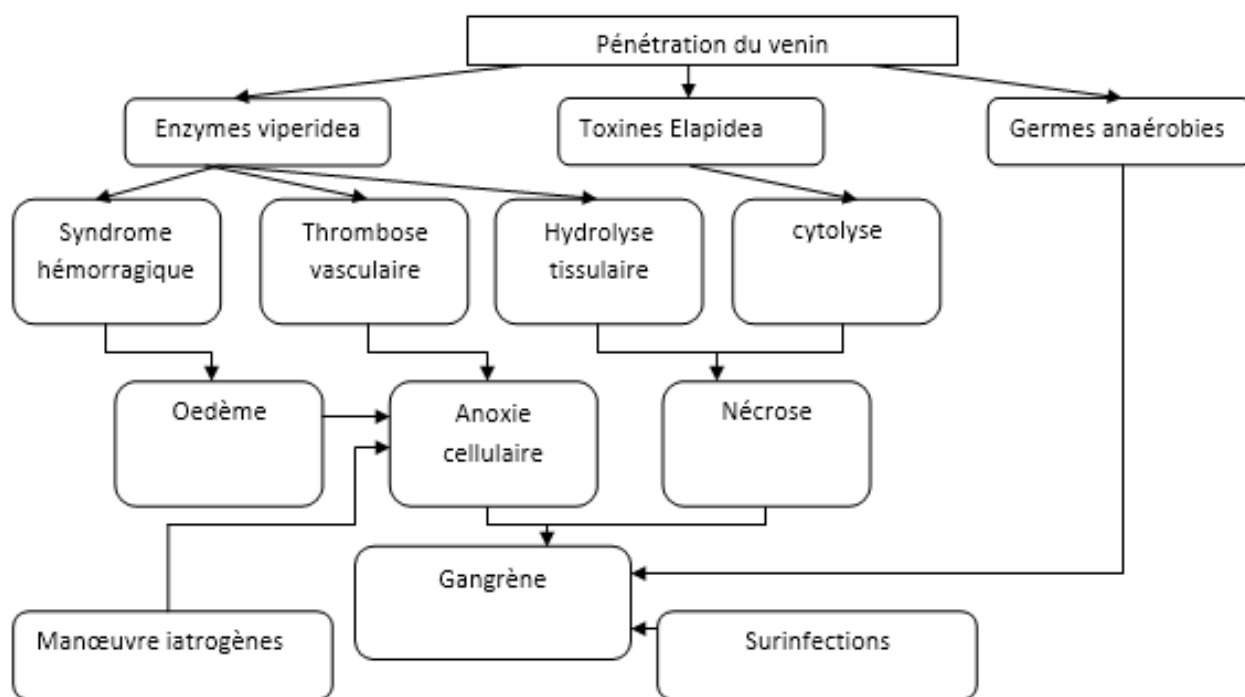 Pénétration du venin
Enzymes viperidea
Toxines Elapidea
Germes anaérobies
Syndrome
hémorragique
Thrombose
vasculaire
Hydrolyse
tissulaire
cytolyse
Oedème
Anoxie
cellulaire
Nécrose
Gangrène
Manœuvre iatrogènes
Surinfections